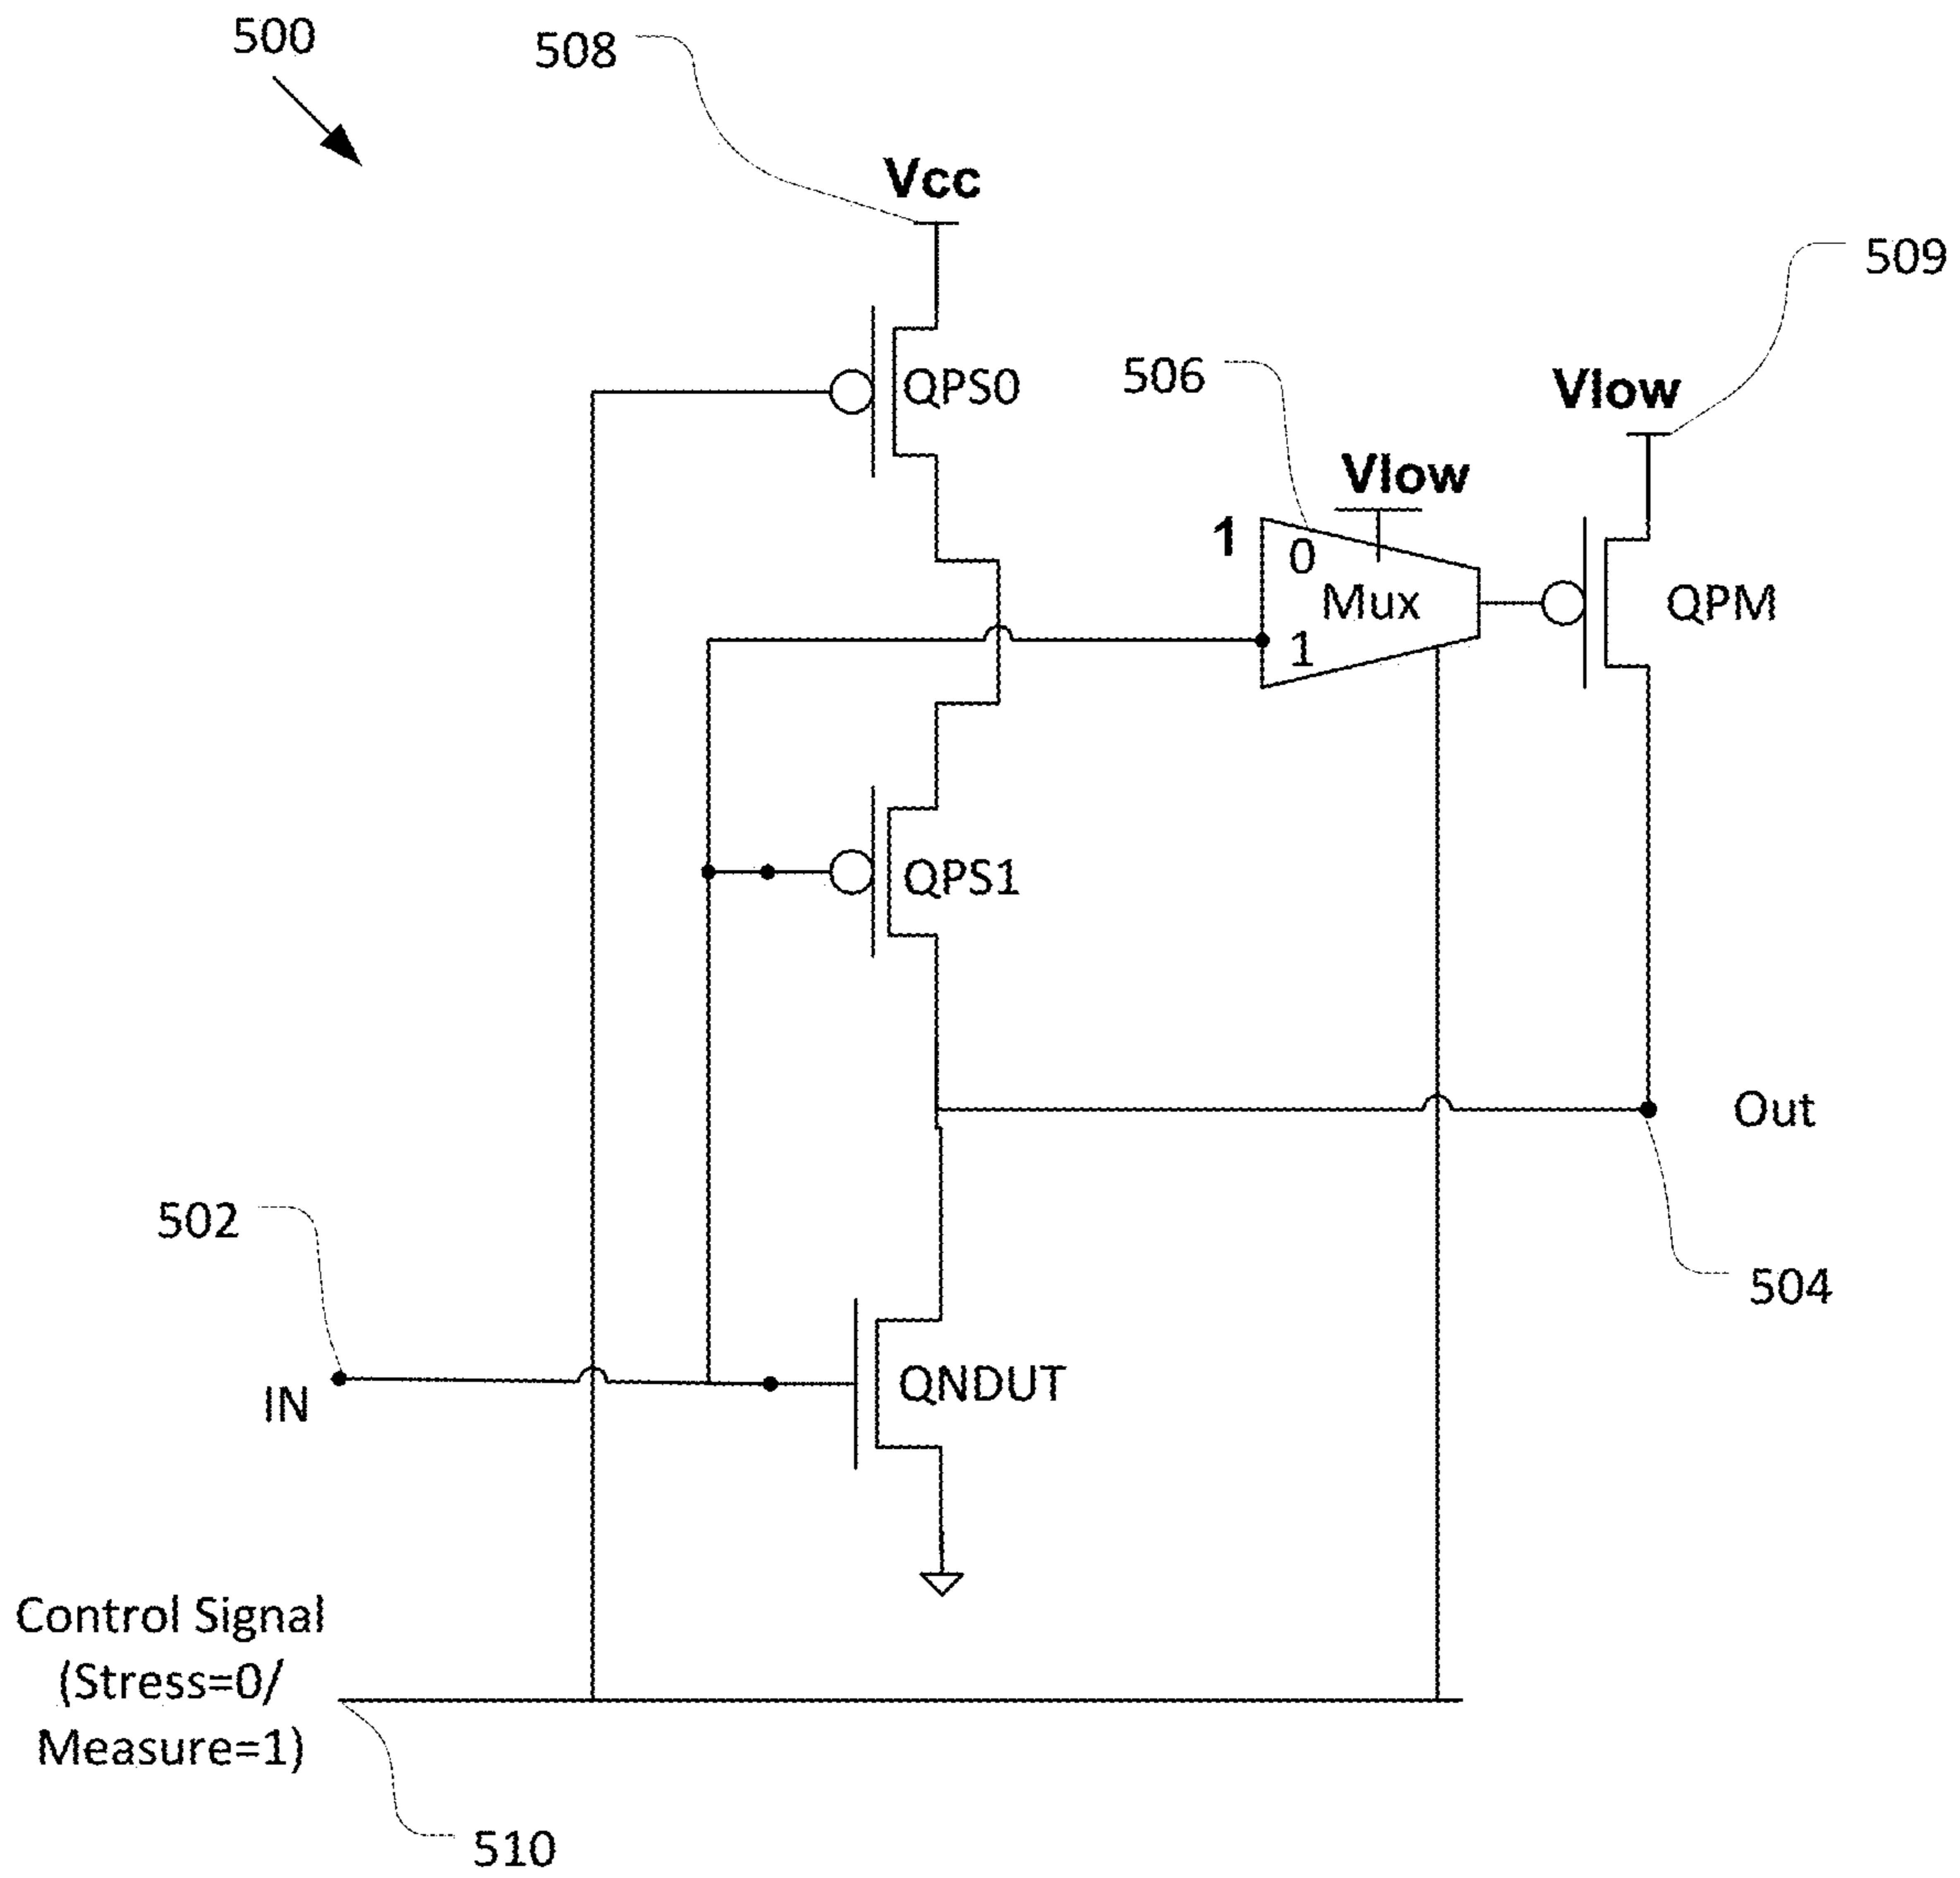 500
508
Vcc
509
QPS0
506
Vlow
Vlow
1
0
Mux
1
QPM
QPS1
Out
502
504
IN
QNDUT
Control Signal
(Stress=0/
Measure=1)
510